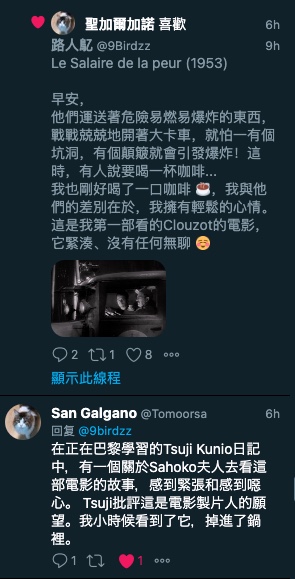 聖加爾加諾 喜歡 6h
路人髟 @9Birdzz 9h
Le Salaire de la peur (1953)
早安，
他們運送著危險易燃易爆炸的東西，
戰戰兢兢地開著大卡車，就怕一有個
坑洞，有個顛簸就會引發爆炸！這
時，有人說要喝一杯咖啡...
我也剛好喝了一口咖啡 ☕，我與他
們的差別在於，我擁有輕鬆的心情。
這是我第一部看的Clouzot的電影，
它緊湊、沒有任何無聊 ☺️
2 1 8
顯示此線程
San Galgano @Tomoorsa 6h
回复 @9birdzz
在正在巴黎學習的Tsuji Kunio日記
中，有一個關於Sahoko夫人去看這
部電影的故事，感到緊張和感到噁
心。 Tsuji批評這是電影製片人的願
望。我小時候看到了它，掉進了鍋
裡。
1 1